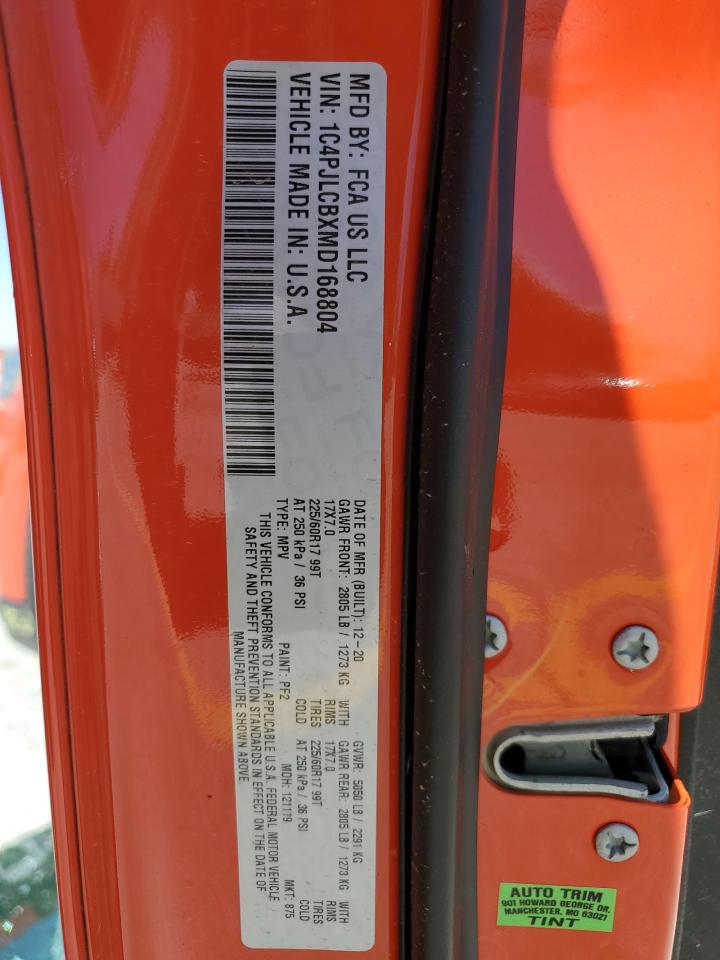 MFD BY: FCA US LLC
VIN: 1C4PJLCBXMD168804
VEHICLE MADE IN: U.S.A.
DATE OF MFR (BUILT): 12-20 GVWR: 5050 LB / 2291 KG
GAWR FRONT: 2805 LB / 1273 KG WITH GAWR REAR: 2805 LB / 1273 KG WITH
17X7.0 RIMS 17X7.0 RIMS
225/60R17 99T TIRES 225/60R17 99T TIRES
AT 250 kPa / 36 PSI COLD AT 250 kPa / 36 PSI COLD
TYPE: MPV PAINT: PF2 MDH: 121119 MKT: 875
THIS VEHICLE CONFORMS TO ALL APPLICABLE U.S.A. FEDERAL MOTOR VEHICLE
SAFETY AND THEFT PREVENTION STANDARDS IN EFFECT ON THE DATE OF
MANUFACTURE SHOWN ABOVE
AUTO TRIM
901 HOWARD GEORGE DR.
MANCHESTER, MO 63021
TINT